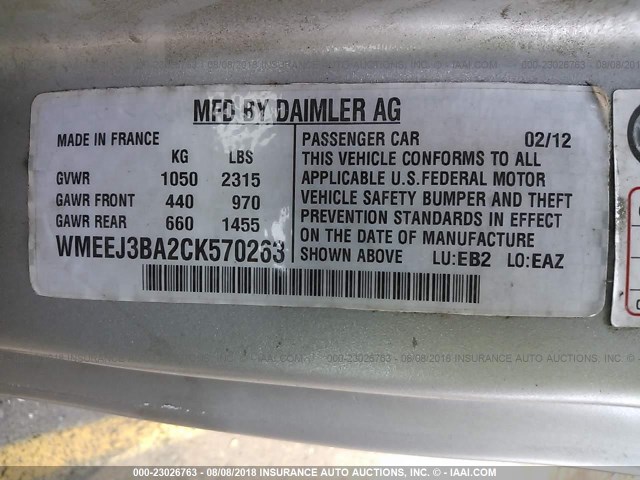 MFD BY DAIMLER AG
MADE IN FRANCE
KG LBS
GVWR 1050 2315
GAWR FRONT 440 970
GAWR REAR 660 1455
WMEEJ3BA2CK570263
PASSENGER CAR 02/12
THIS VEHICLE CONFORMS TO ALL
APPLICABLE U.S.FEDERAL MOTOR
VEHICLE SAFETY BUMPER AND THEFT
PREVENTION STANDARDS IN EFFECT
ON THE DATE OF MANUFACTURE
SHOWN ABOVE LU:EB2 LO:EAZ
000-23026763 - 08/08/2018 INSURANCE AUTO AUCTIONS, INC. - © - IAAI.COM